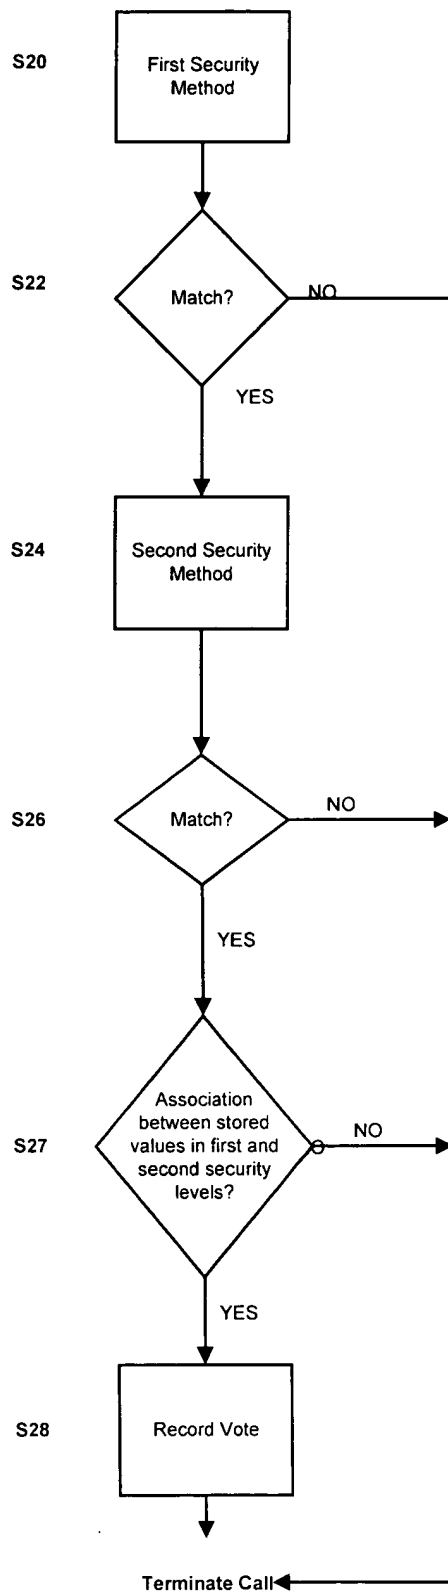 S20
First Security
Method
S22
Match?
NO
YES
S24
Second Security
Method
S26
Match?
NO
YES
S27
Association
between stored
values in first and
second security
levels?
NO
YES
S28
Record Vote
Terminate Call